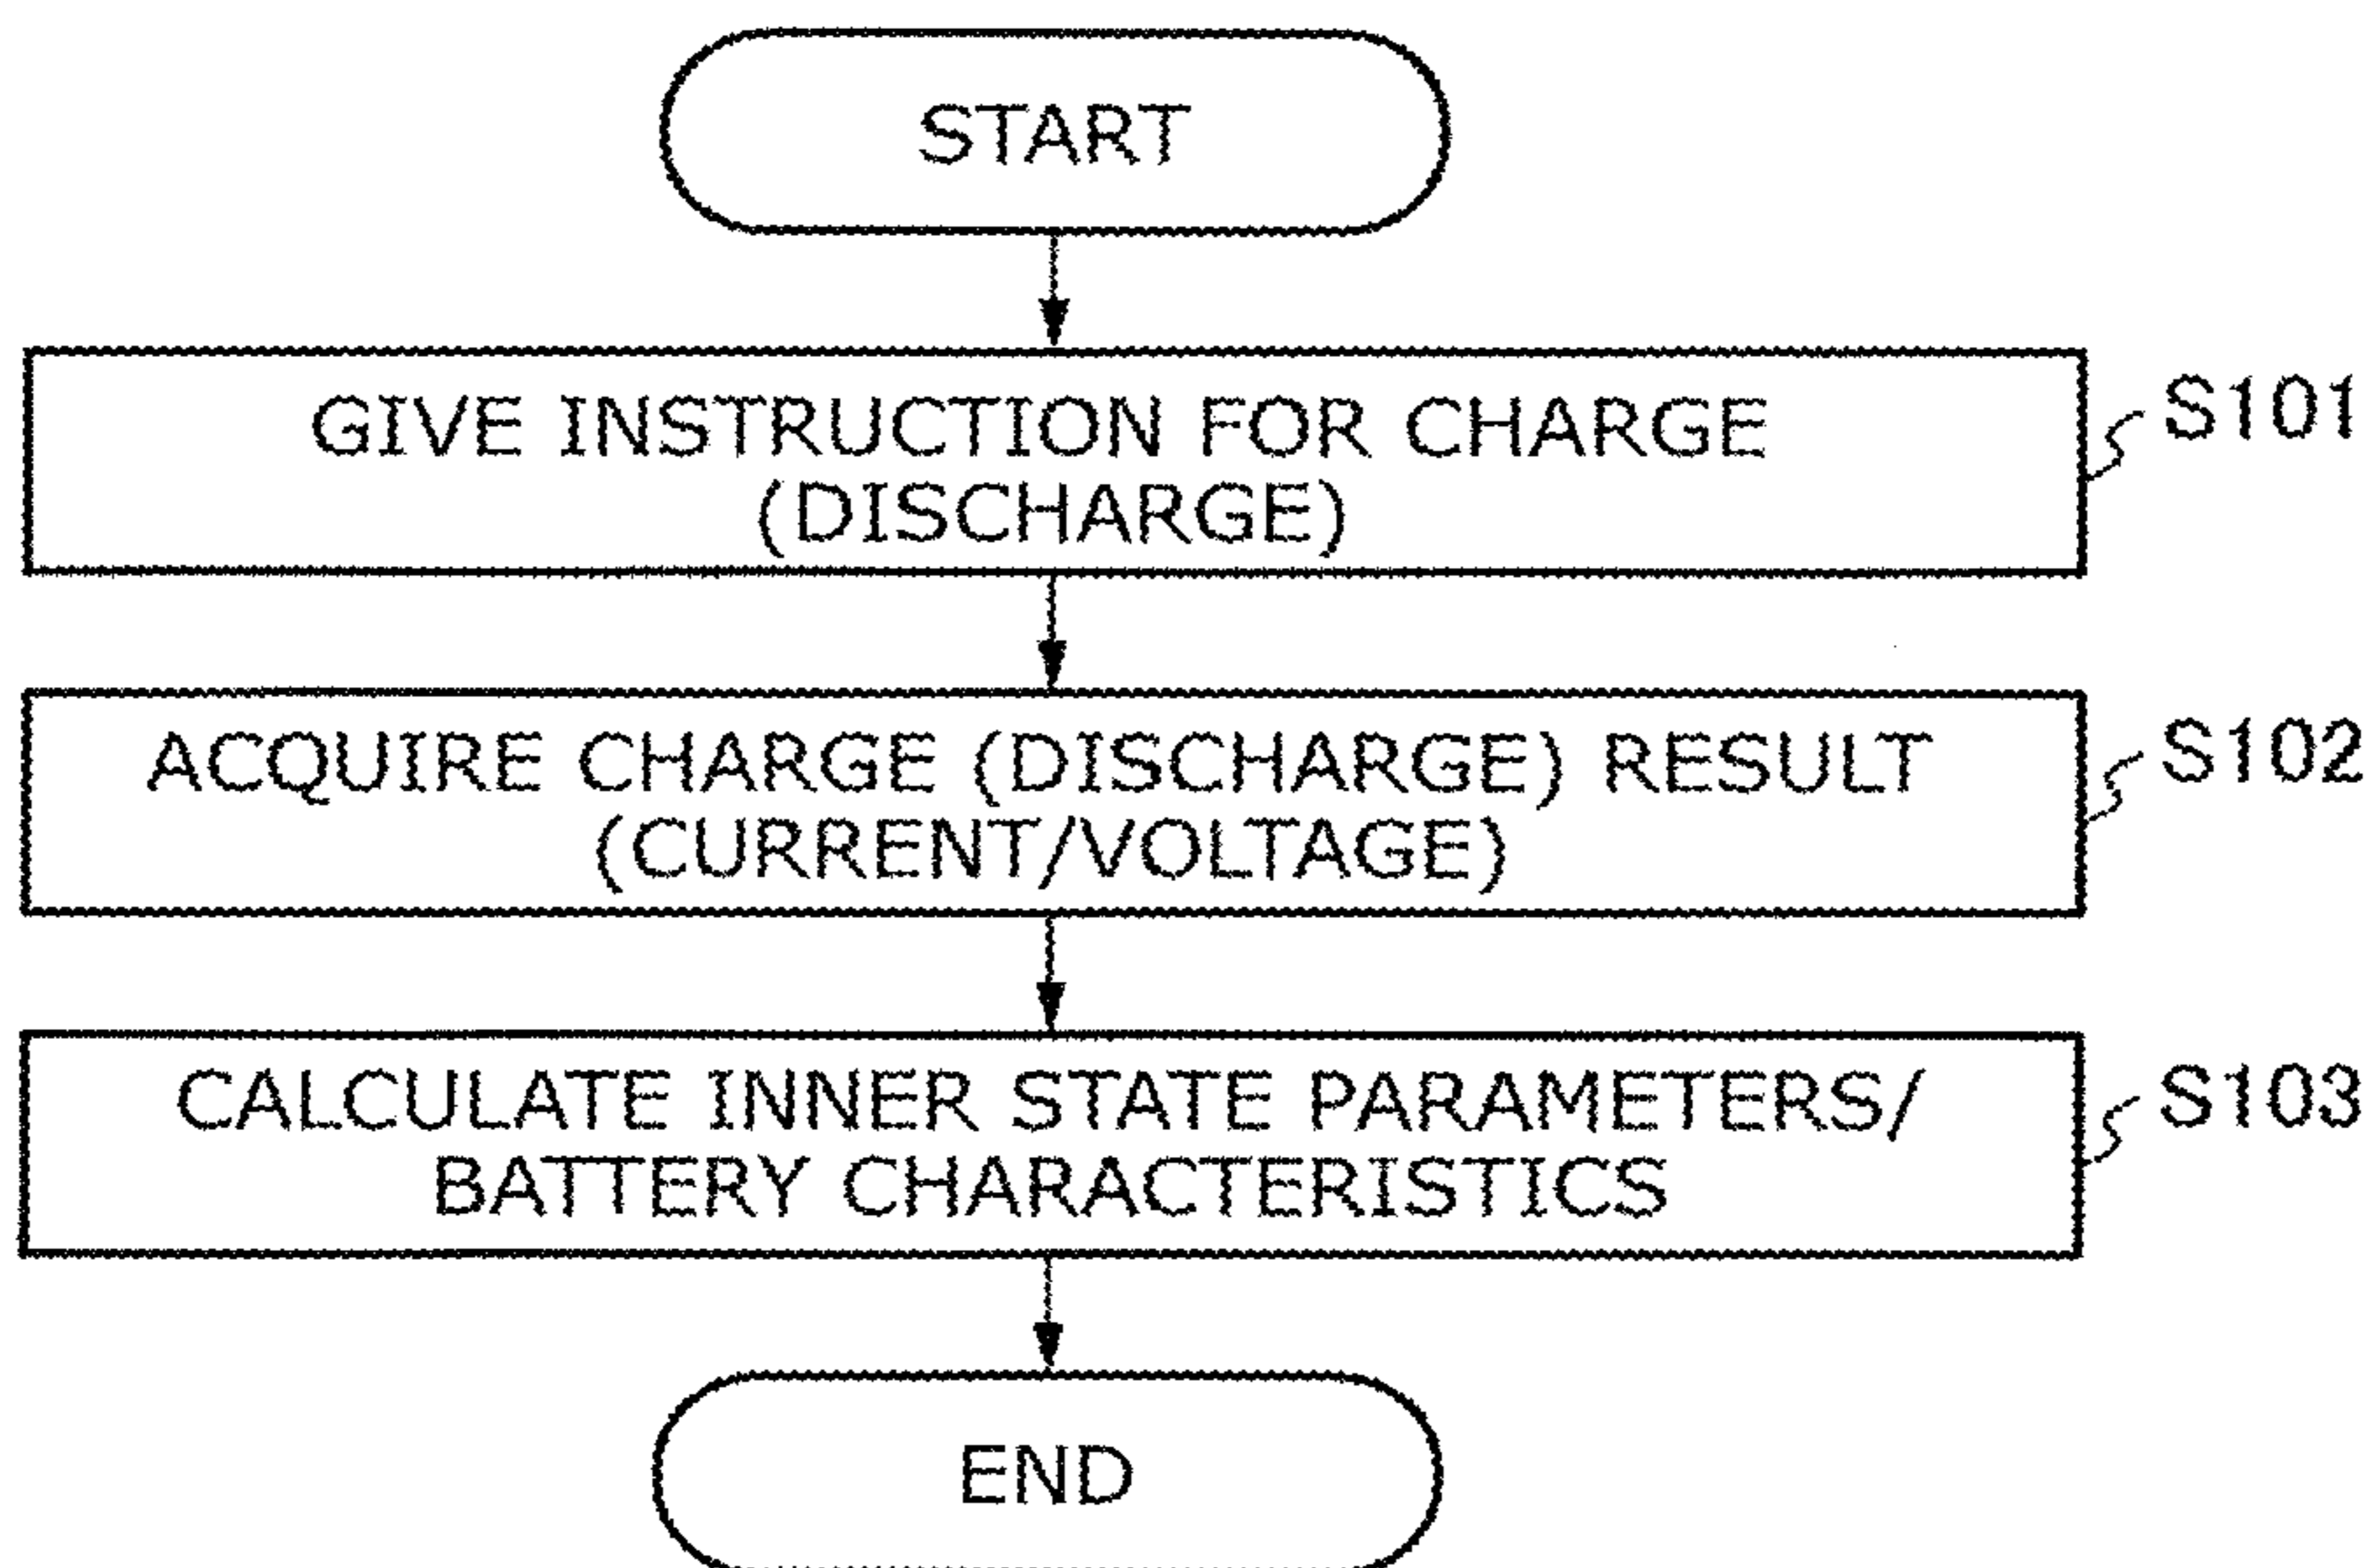 START
GIVE INSTRUCTION FOR CHARGE
(DISCHARGE)
S101
ACQUIRE CHARGE (DISCHARGE) RESULT
(CURRENT/VOLTAGE)
S102
CALCULATE INNER STATE PARAMETERS/
BATTERY CHARACTERISTICS
S103
END